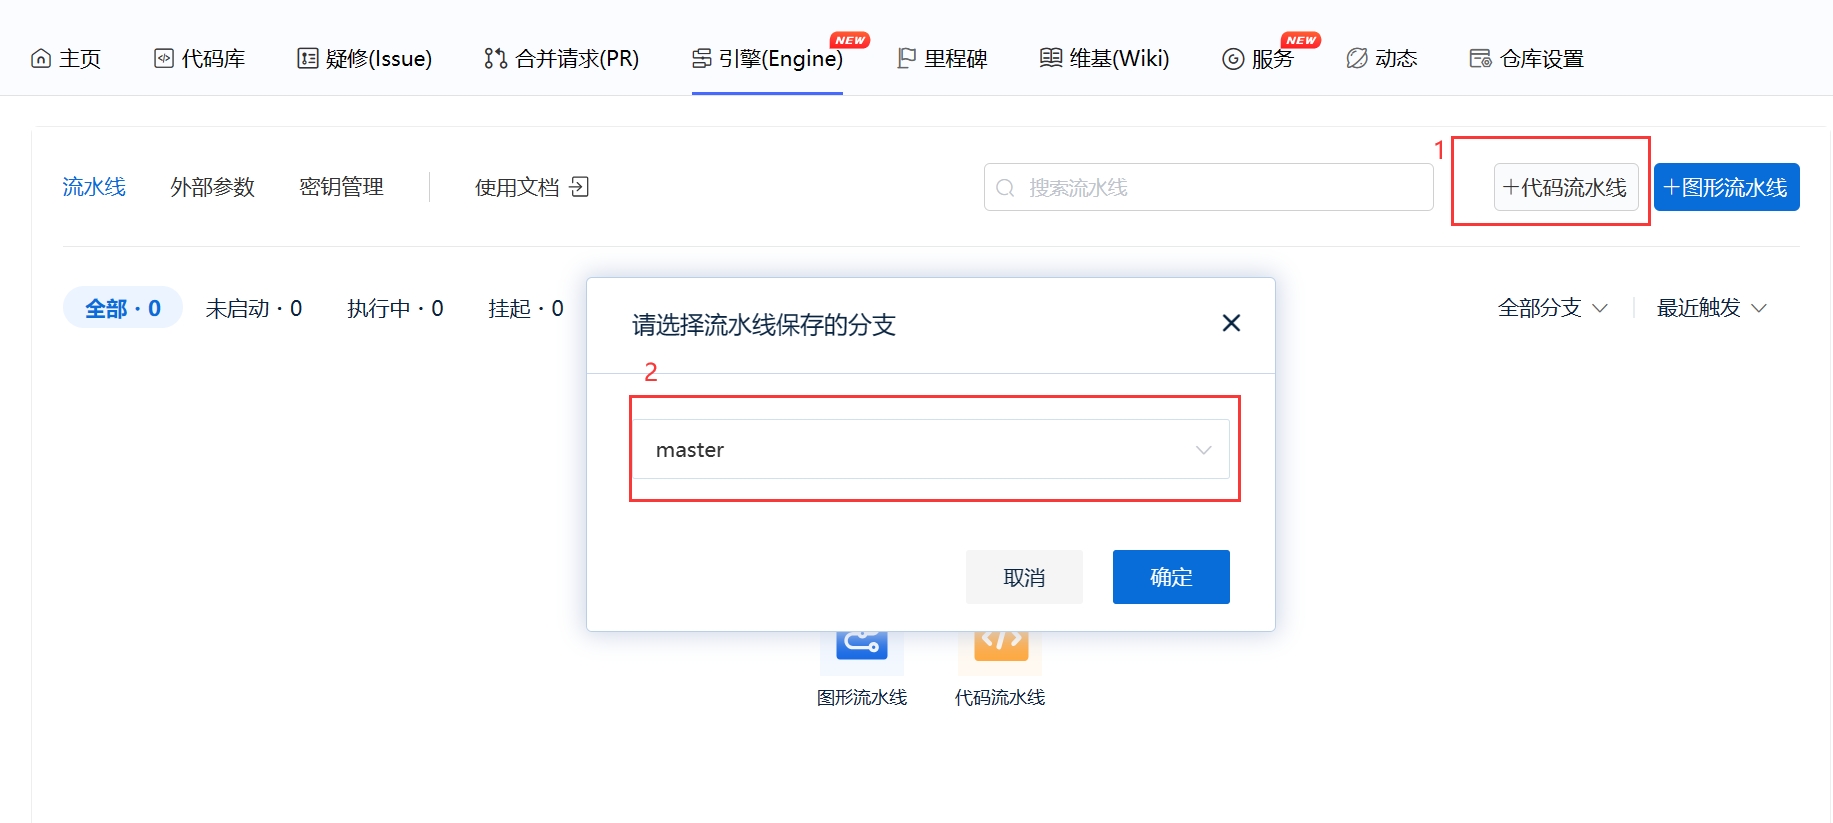 主页 代码库 疑修(Issue) 合并请求(PR) 引擎(Engine) NEW 里程碑 维基(Wiki) 服务 NEW 动态 仓库设置
1
流水线 外部参数 密钥管理 使用文档 搜索流水线 +代码流水线 +图形流水线
全部 · 0 未启动 · 0 执行中 · 0 挂起 · 0 全部分支 最近触发
请选择流水线保存的分支
2
master
取消 确定
图形流水线 代码流水线